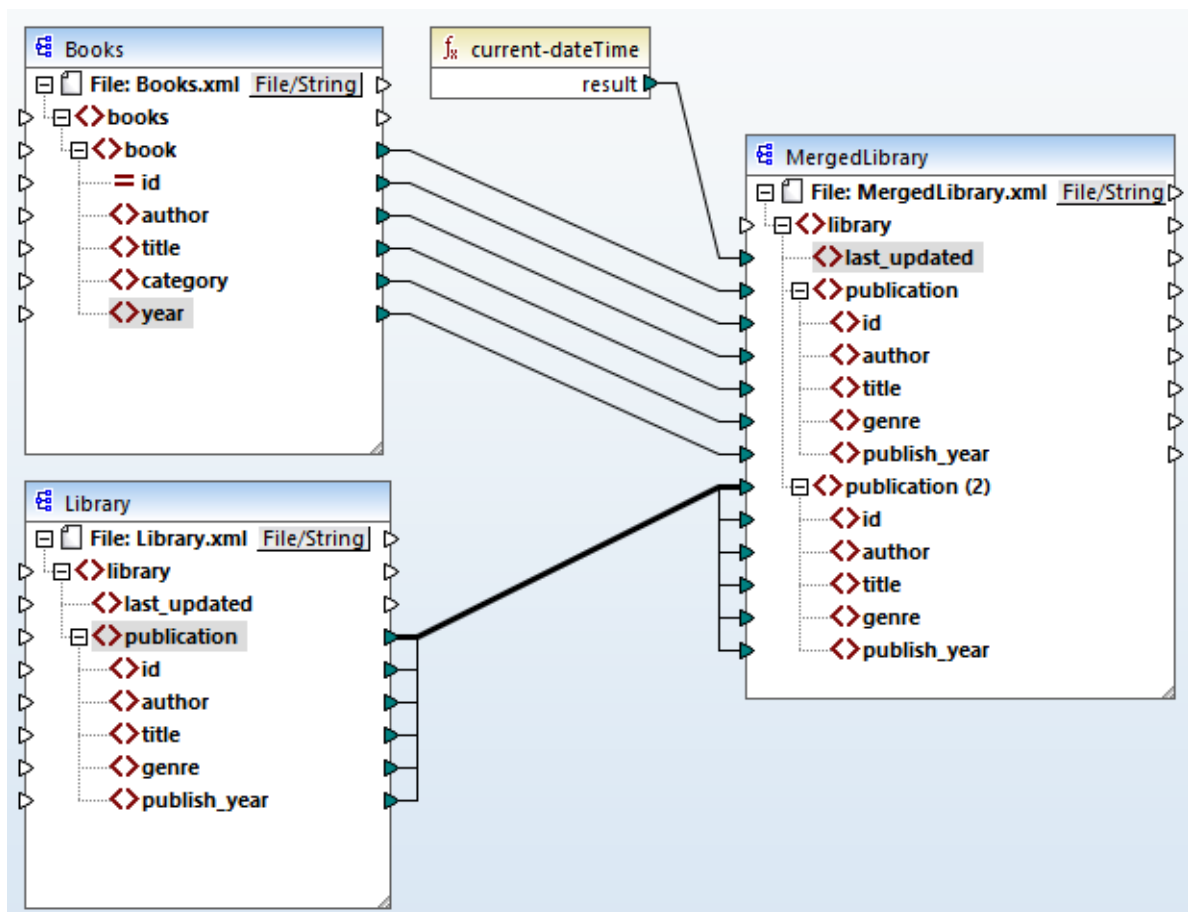 Books
File: Books.xml File/String
books
book
id
author
title
category
year
fx current-dateTime
result
Library
File: Library.xml File/String
library
last_updated
publication
id
author
title
genre
publish_year
MergedLibrary
File: MergedLibrary.xml File/String
library
last_updated
publication
id
author
title
genre
publish_year
publication (2)
id
author
title
genre
publish_year